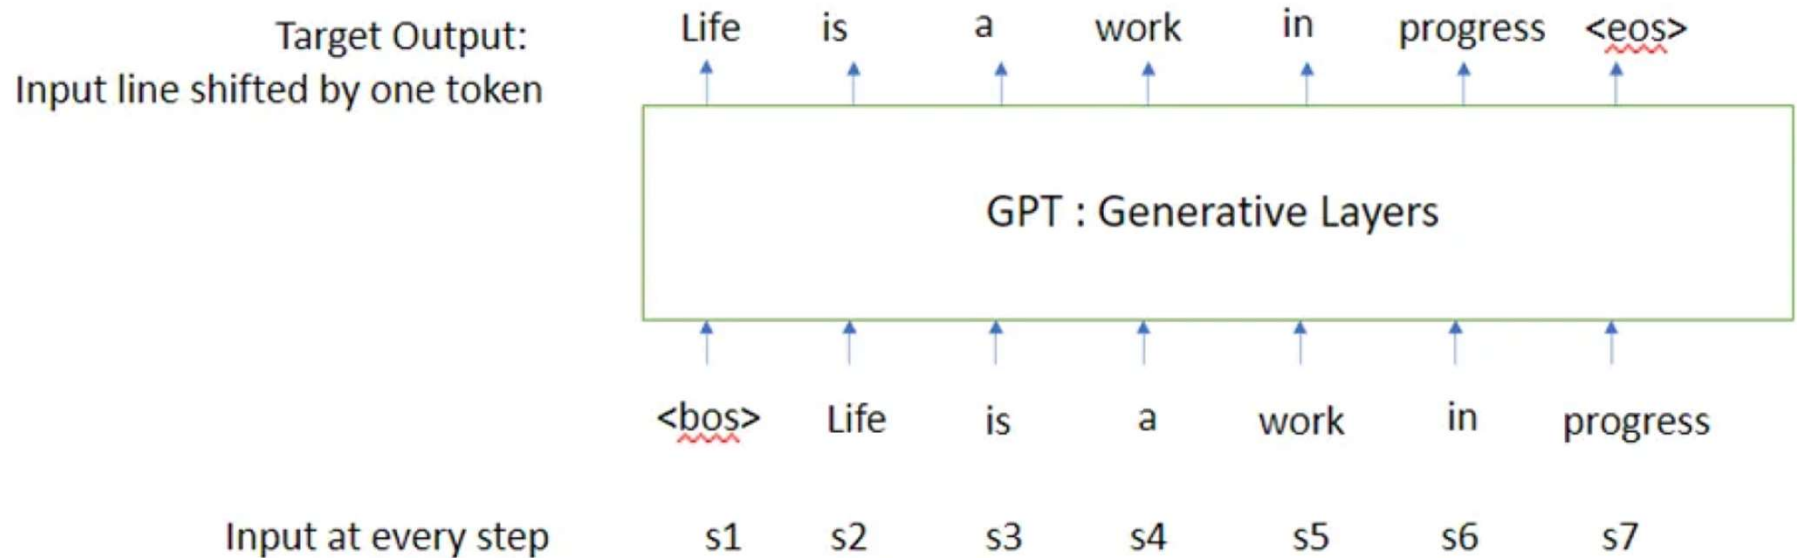 Target Output: Life is a work in progress <eos>
Input line shifted by one token
GPT : Generative Layers
<bos> Life is a work in progress
Input at every step s1 s2 s3 s4 s5 s6 s7